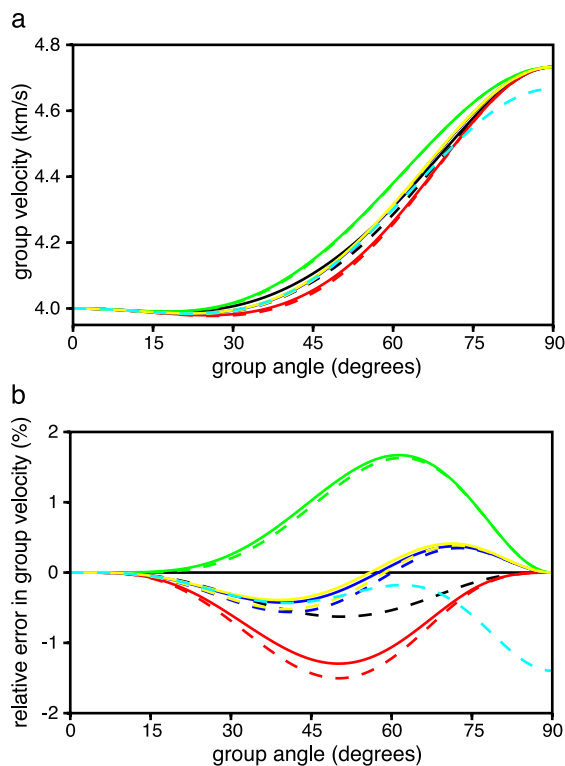 a
4.8
4.6
4.4
4.2
4.0
group velocity (km/s)
0 15 30 45 60 75 90
group angle (degrees)
b
2
1
0
-1
-2
relative error in group velocity (%)
0 15 30 45 60 75 90
group angle (degrees)